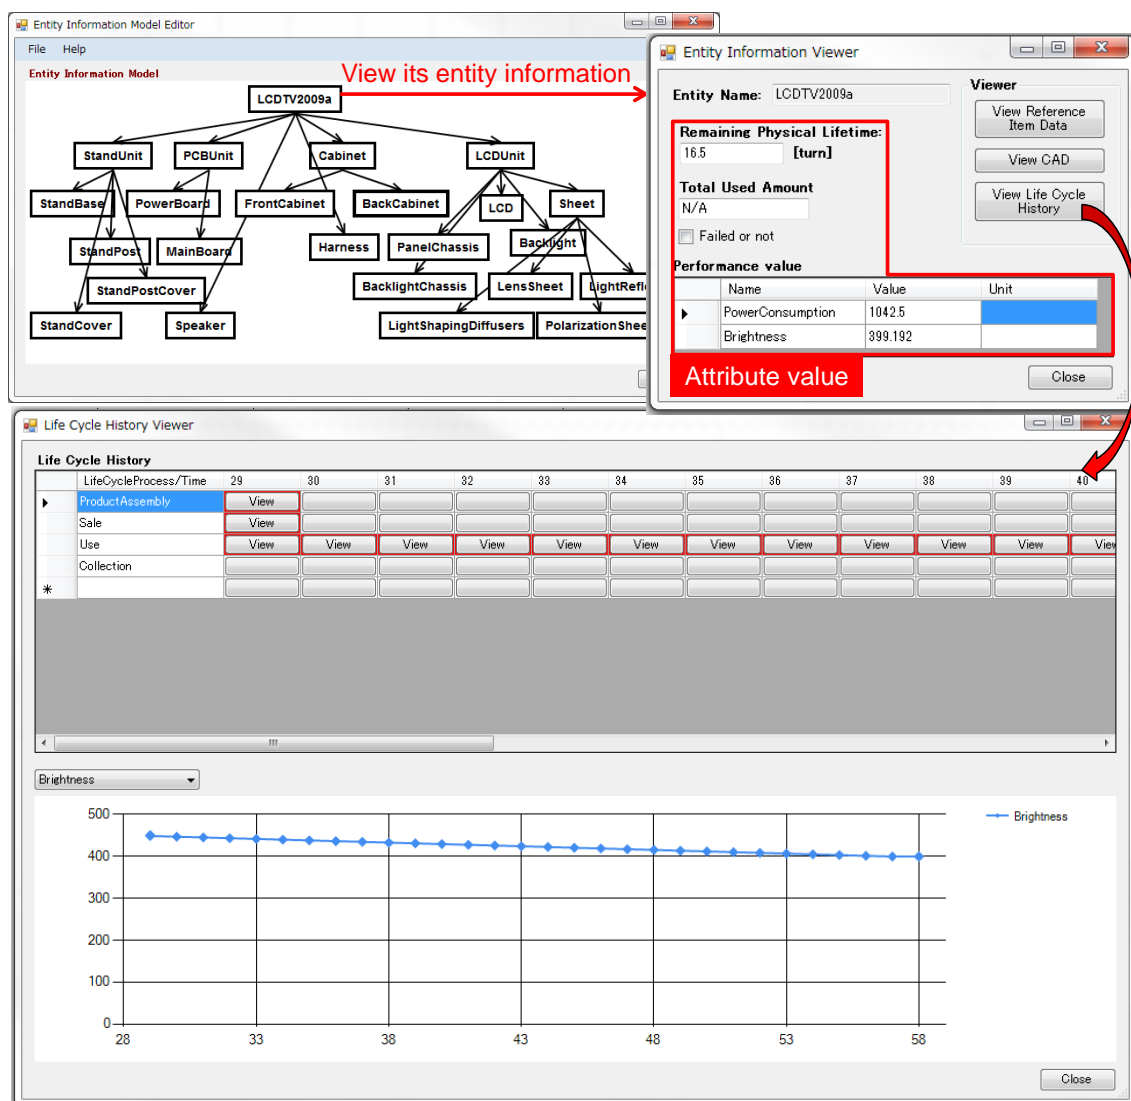 Entity Information Model Editor
File Help
Entity Information Model
View its entity information
LCDTV2009a
StandUnit PCBUnit Cabinet LCDUnit
StandBase PowerBoard FrontCabinet BackCabinet LCD Sheet
StandPost MainBoard Harness PanelChassis Backlight
StandPostCover BacklightChassis LensSheet LightRefl
StandCover Speaker LightShapingDiffusers PolarizationShee
Entity Information Viewer
Entity Name: LCDTV2009a
Remaining Physical Lifetime:
16.5 [turn]
Total Used Amount
N/A
Failed or not
Performance value
Name Value Unit
PowerConsumption 1042.5
Brightness 399.192
Attribute value
Viewer
View Reference
Item Data
View CAD
View Life Cycle
History
Close
Life Cycle History Viewer
Life Cycle History
LifeCycleProcess/Time 29 30 31 32 33 34 35 36 37 38 39 40
ProductAssembly View
Sale View
Use View View View View View View View View View View View View
Collection
Brightness
500
400
300
200
100
0
28 33 38 43 48 53 58
Brightness
Close